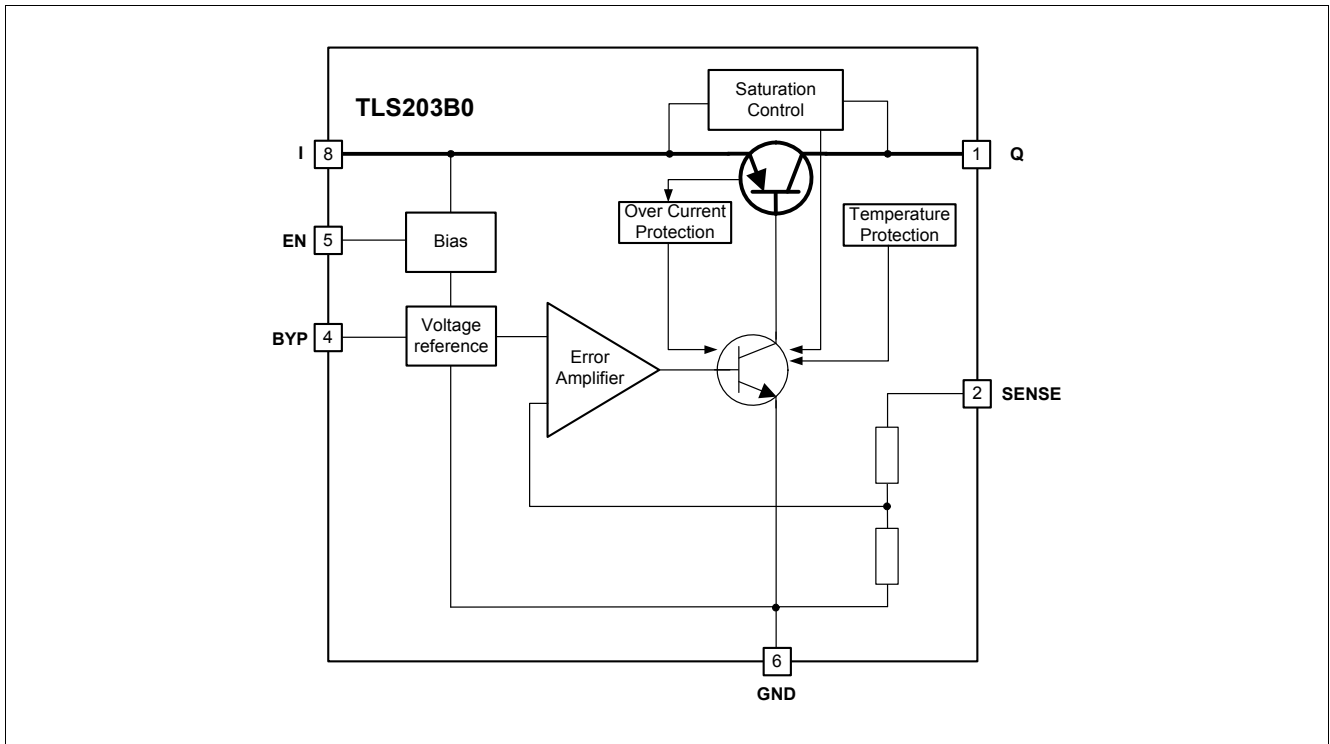 TLS203B0
Saturation
Control
I
8
1
Q
Over Current
Protection
Temperature
Protection
EN
5
Bias
BYP
4
Voltage
reference
Error
Amplifier
2
SENSE
6
GND